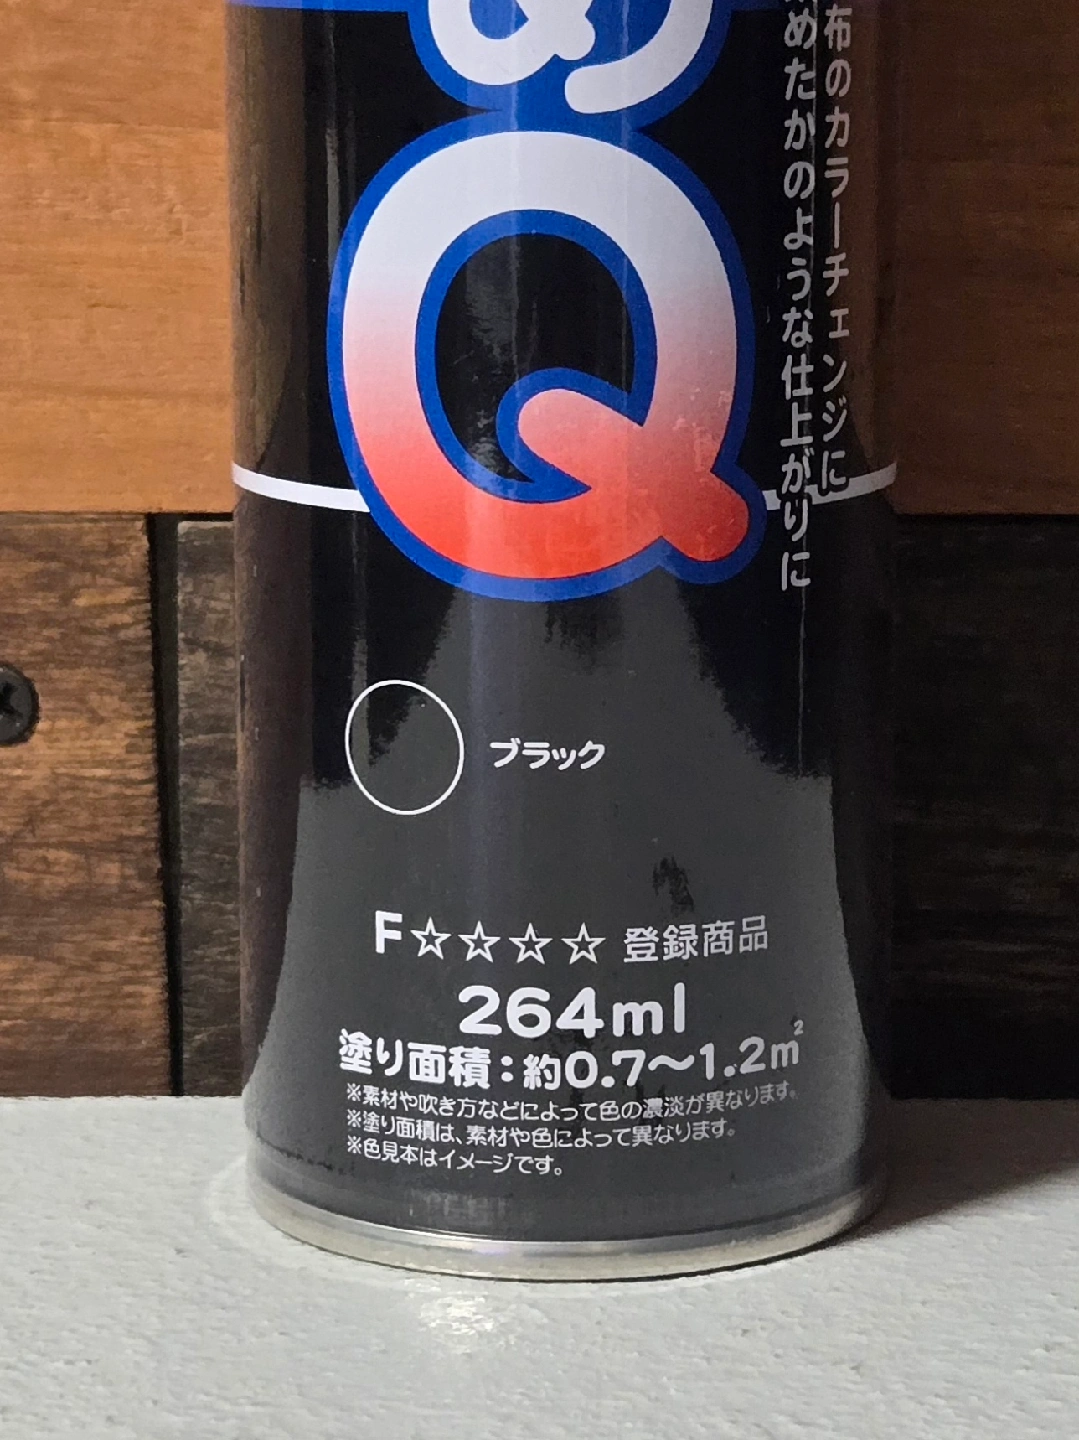 め
Q
布のカラーチェンジに
染めたかのような仕上がりに
ブラック
F☆☆☆☆ 登録商品
264ml
塗り面積：約0.7〜1.2m²
※素材や吹き方などによって色の濃淡が異なります。
※塗り面積は、素材や色によって異なります。
※色見本はイメージです。